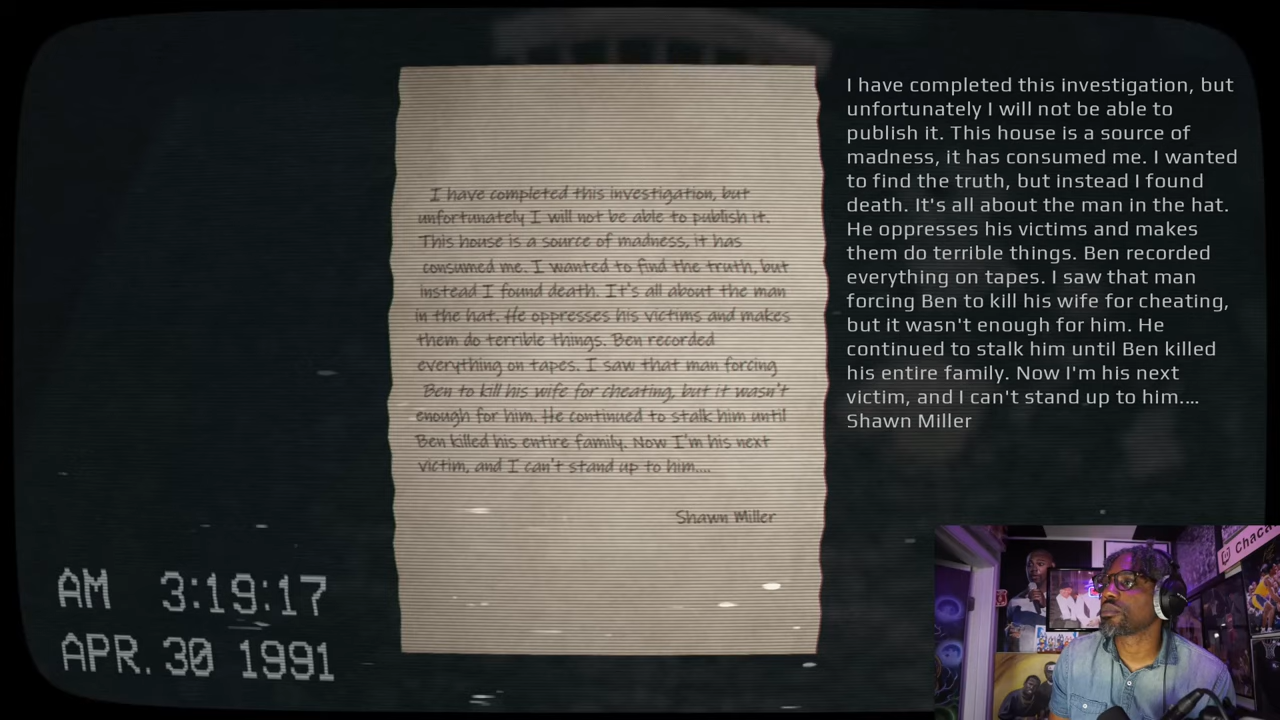 I have completed this investigation, but
unfortunately I will not be able to publish it.
This house is a source of madness, it has
consumed me. I wanted to find the truth, but
instead I found death. It's all about the man
in the hat. He oppresses his victims and makes
them do terrible things. Ben recorded
everything on tapes. I saw that man forcing
Ben to kill his wife for cheating, but it wasn't
enough for him. He continued to stalk him until
Ben killed his entire family. Now I'm his next
victim, and I can't stand up to him....
Shawn Miller
I have completed this investigation, but
unfortunately I will not be able to
publish it. This house is a source of
madness, it has consumed me. I wanted
to find the truth, but instead I found
death. It's all about the man in the hat.
He oppresses his victims and makes
them do terrible things. Ben recorded
everything on tapes. I saw that man
forcing Ben to kill his wife for cheating,
but it wasn't enough for him. He
continued to stalk him until Ben killed
his entire family. Now I'm his next
victim, and I can't stand up to him....
Shawn Miller
AM 3:19:17
APR. 30 1991
Chaca